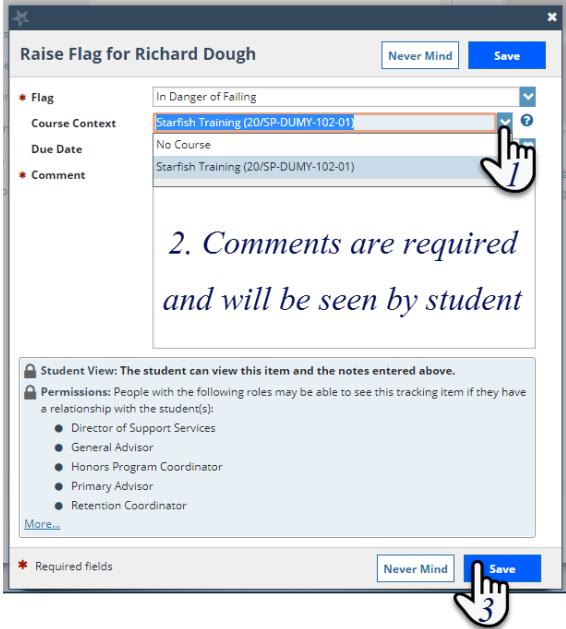 Raise Flag for Richard Dough
Never Mind
Save
* Flag
In Danger of Failing
Course Context
Starfish Training (20/SP-DUMY-102-01)
?
Due Date
No Course
Starfish Training (20/SP-DUMY-102-01)
1
* Comment
2. Comments are required
and will be seen by student
Student View: The student can view this item and the notes entered above.
Permissions: People with the following roles may be able to see this tracking item if they have
a relationship with the student(s):
Director of Support Services
General Advisor
Honors Program Coordinator
Primary Advisor
Retention Coordinator
More...
* Required fields
Never Mind
Save
3